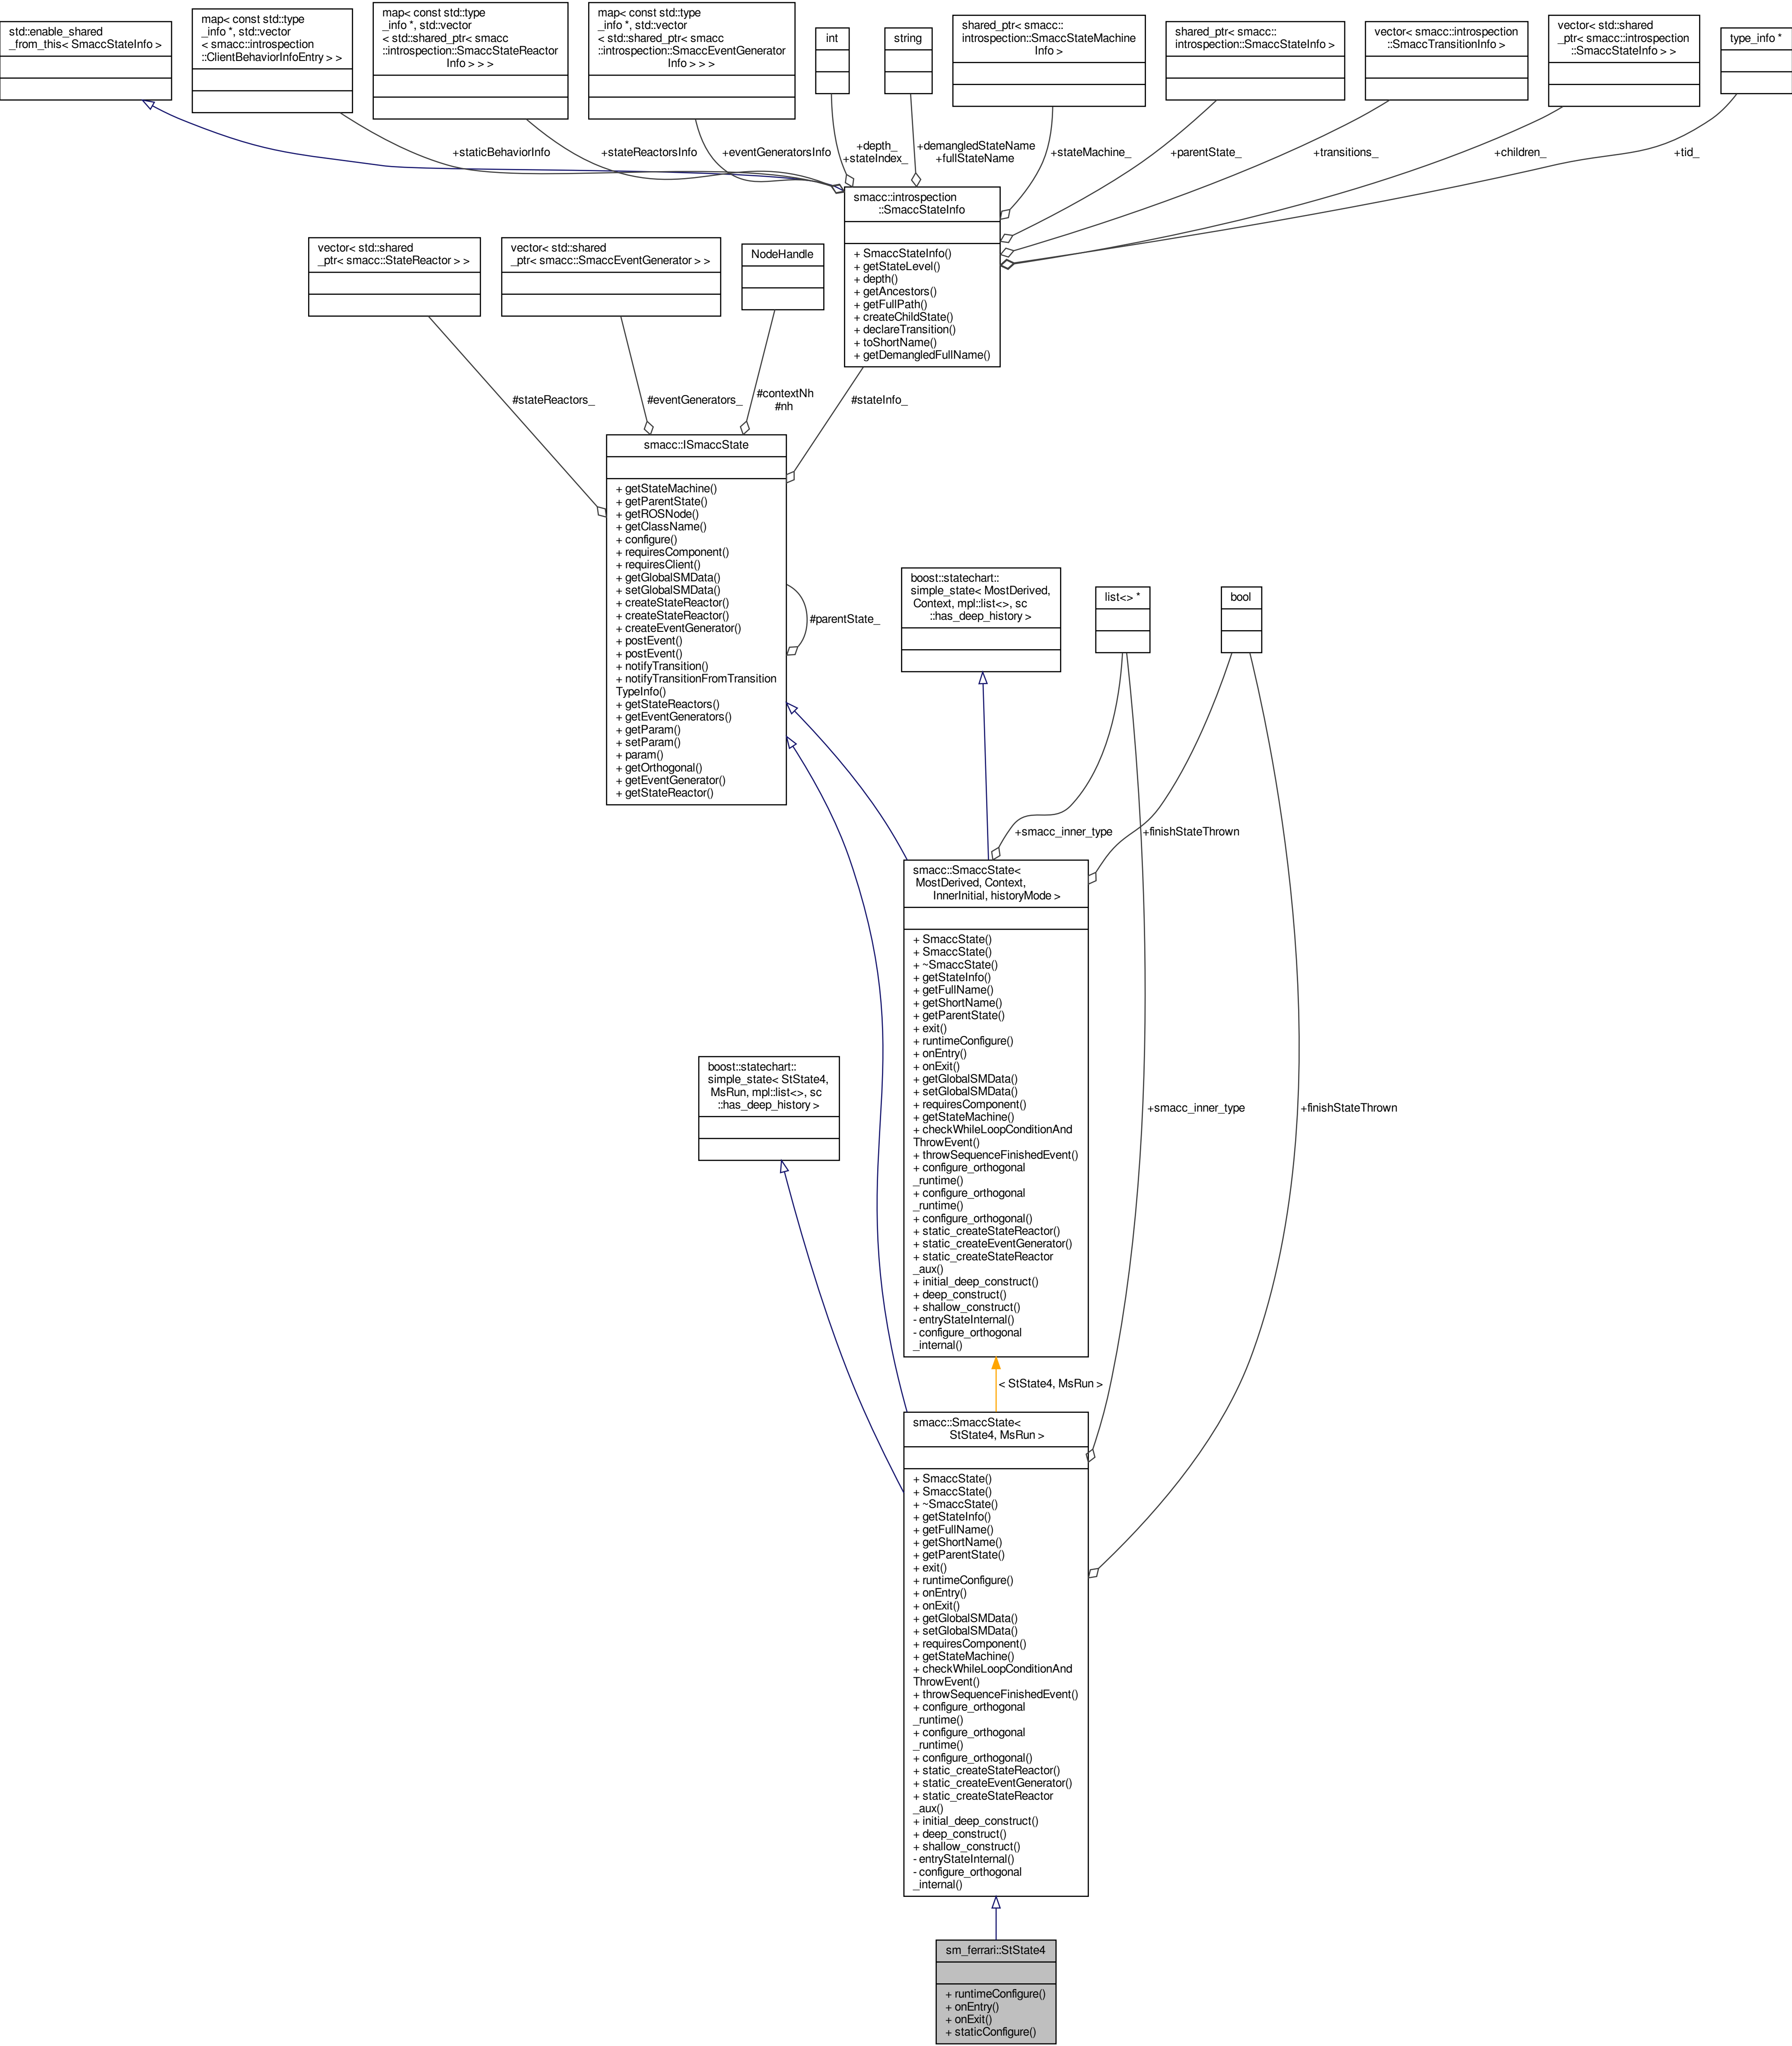 std::enable_shared
_from_this< SmaccStateInfo >
map< const std::type
_info *, std::vector
< smacc::introspection
::ClientBehaviorInfoEntry > >
map< const std::type
_info *, std::vector
< std::shared_ptr< smacc
::introspection::SmaccStateReactor
Info > > >
map< const std::type
_info *, std::vector
< std::shared_ptr< smacc
::introspection::SmaccEventGenerator
Info > > >
int
string
shared_ptr< smacc::
introspection::SmaccStateMachine
Info >
shared_ptr< smacc::
introspection::SmaccStateInfo >
vector< smacc::introspection
::SmaccTransitionInfo >
vector< std::shared
_ptr< smacc::introspection
::SmaccStateInfo > >
type_info *
+staticBehaviorInfo
+stateReactorsInfo
+eventGeneratorsInfo
+depth_
+stateIndex_
+demangledStateName
+fullStateName
+stateMachine_
+parentState_
+transitions_
+children_
+tid_
smacc::introspection
::SmaccStateInfo
+ SmaccStateInfo()
+ getStateLevel()
+ depth()
+ getAncestors()
+ getFullPath()
+ createChildState()
+ declareTransition()
+ toShortName()
+ getDemangledFullName()
vector< std::shared
_ptr< smacc::StateReactor > >
vector< std::shared
_ptr< smacc::SmaccEventGenerator > >
NodeHandle
#stateReactors_
#eventGenerators_
#contextNh
#nh
#stateInfo_
smacc::ISmaccState
+ getStateMachine()
+ getParentState()
+ getROSNode()
+ getClassName()
+ configure()
+ requiresComponent()
+ requiresClient()
+ getGlobalSMData()
+ setGlobalSMData()
+ createStateReactor()
+ createStateReactor()
+ createEventGenerator()
+ postEvent()
+ postEvent()
+ notifyTransition()
+ notifyTransitionFromTransition
TypeInfo()
+ getStateReactors()
+ getEventGenerators()
+ getParam()
+ setParam()
+ param()
+ getOrthogonal()
+ getEventGenerator()
+ getStateReactor()
#parentState_
boost::statechart::
simple_state< MostDerived,
Context, mpl::list<>, sc
::has_deep_history >
list<> *
bool
+smacc_inner_type
+finishStateThrown
smacc::SmaccState<
MostDerived, Context,
InnerInitial, historyMode >
+ SmaccState()
+ SmaccState()
+ ~SmaccState()
+ getStateInfo()
+ getFullName()
+ getShortName()
+ getParentState()
+ exit()
+ runtimeConfigure()
+ onEntry()
+ onExit()
+ getGlobalSMData()
+ setGlobalSMData()
+ requiresComponent()
+ getStateMachine()
+ checkWhileLoopConditionAnd
ThrowEvent()
+ throwSequenceFinishedEvent()
+ configure_orthogonal
_runtime()
+ configure_orthogonal
_runtime()
+ configure_orthogonal()
+ static_createStateReactor()
+ static_createEventGenerator()
+ static_createStateReactor
_aux()
+ initial_deep_construct()
+ deep_construct()
+ shallow_construct()
- entryStateInternal()
- configure_orthogonal
_internal()
boost::statechart::
simple_state< StState4,
MsRun, mpl::list<>, sc
::has_deep_history >
+smacc_inner_type
+finishStateThrown
< StState4, MsRun >
smacc::SmaccState<
StState4, MsRun >
+ SmaccState()
+ SmaccState()
+ ~SmaccState()
+ getStateInfo()
+ getFullName()
+ getShortName()
+ getParentState()
+ exit()
+ runtimeConfigure()
+ onEntry()
+ onExit()
+ getGlobalSMData()
+ setGlobalSMData()
+ requiresComponent()
+ getStateMachine()
+ checkWhileLoopConditionAnd
ThrowEvent()
+ throwSequenceFinishedEvent()
+ configure_orthogonal
_runtime()
+ configure_orthogonal
_runtime()
+ configure_orthogonal()
+ static_createStateReactor()
+ static_createEventGenerator()
+ static_createStateReactor
_aux()
+ initial_deep_construct()
+ deep_construct()
+ shallow_construct()
- entryStateInternal()
- configure_orthogonal
_internal()
sm_ferrari::StState4
+ runtimeConfigure()
+ onEntry()
+ onExit()
+ staticConfigure()